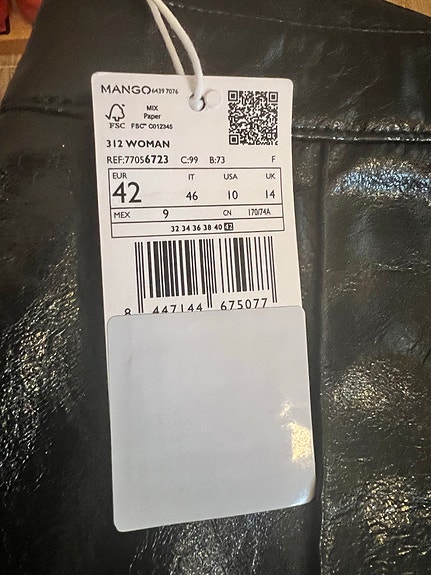 MANGO 6439 7076
MIX
Paper
FSC FSC™ C012345
312 WOMAN
REF:77056723 C:99 B:73 F
EUR IT USA UK
42 46 10 14
MEX 9 CN 170/74A
32 34 36 38 40 42
8 447144 675077